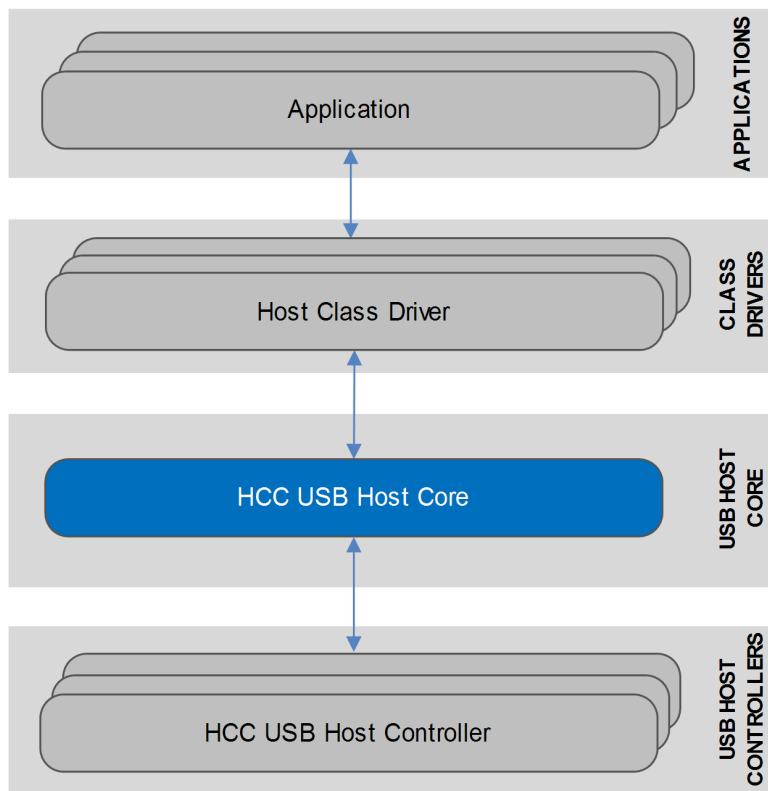 Application
APPLICATIONS
Host Class Driver
CLASS
DRIVERS
HCC USB Host Core
USB HOST
CORE
HCC USB Host Controller
USB HOST
CONTROLLERS